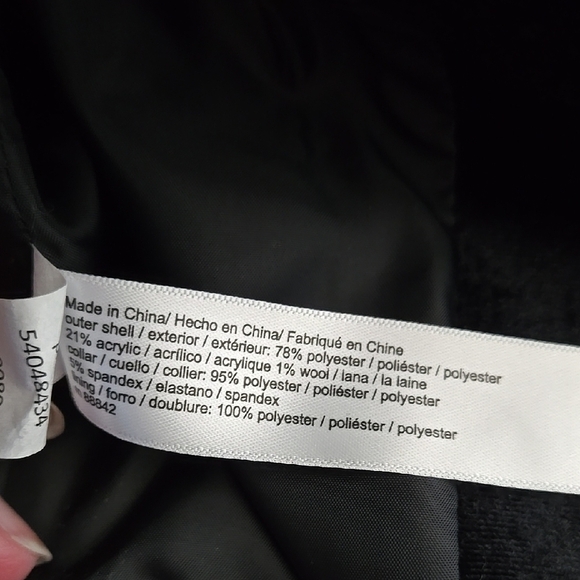 Made in China/ Hecho en China/ Fabriqué en Chine
outer shell / exterior / extérieur: 78% polyester / poliéster / polyester
21% acrylic / acrílico / acrylique 1% wool / lana / la laine
collar / cuello / collier: 95% polyester / poliéster / polyester
5% spandex / elastano / spandex
lining / forro / doublure: 100% polyester / poliéster / polyester
86842
54048434